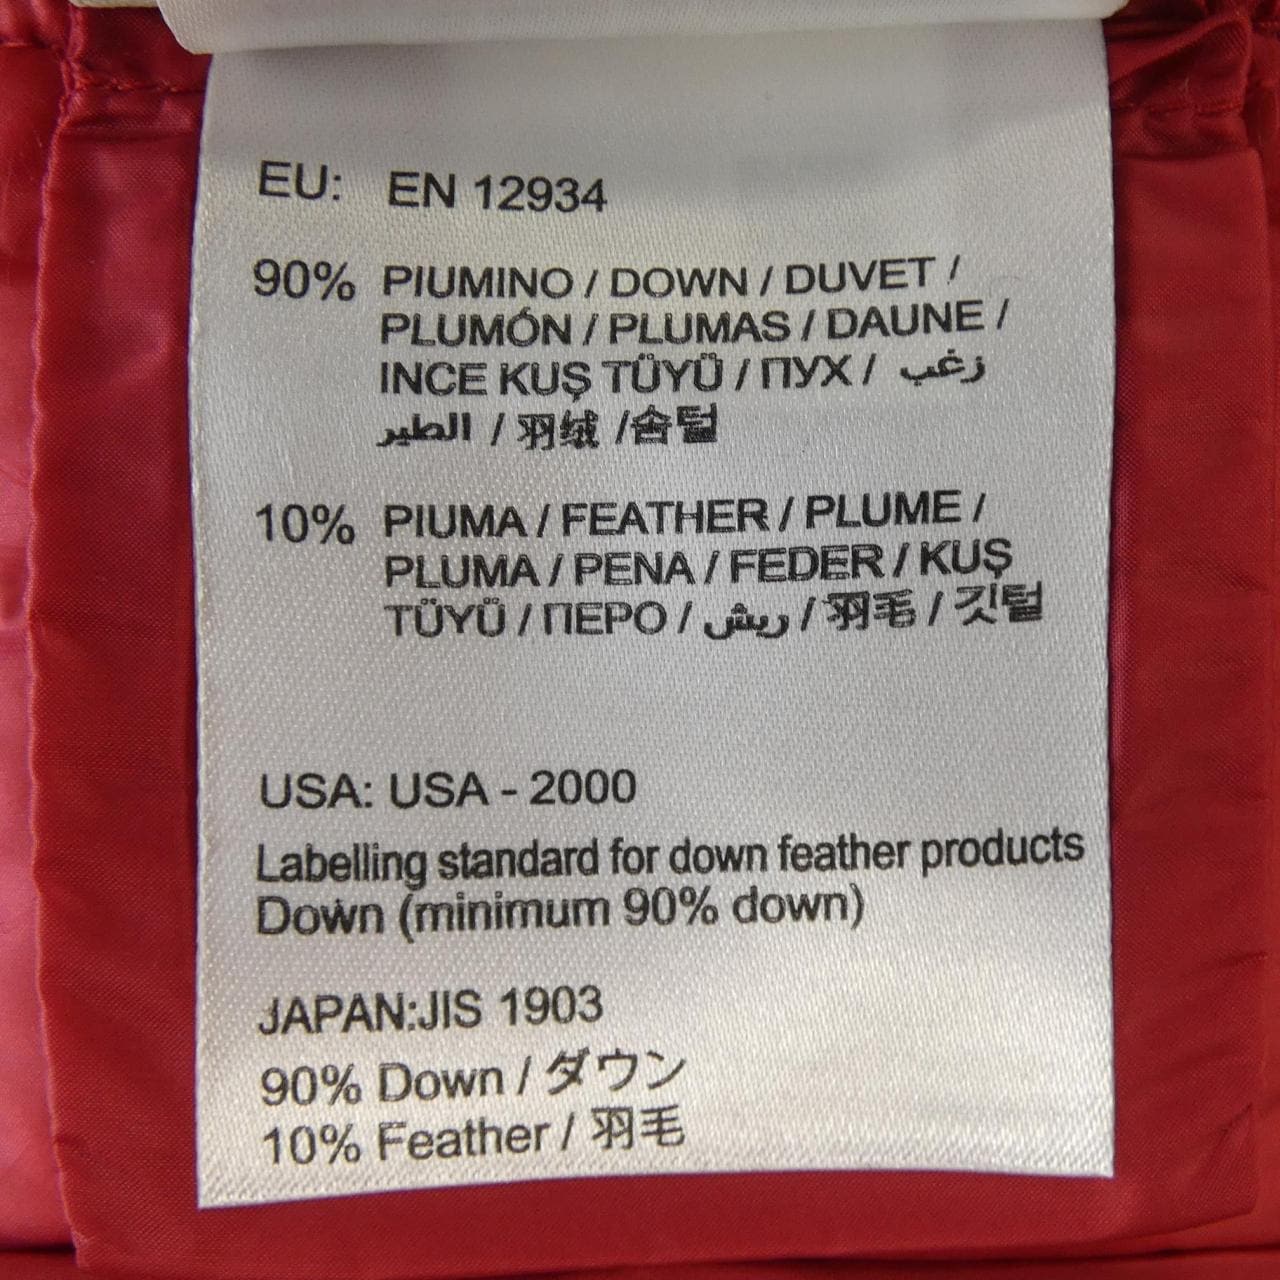 EU: EN 12934
90% PIUMINO / DOWN / DUVET /
PLUMÓN / PLUMAS / DAUNE /
INCE KUŞ TÜYÜ / ПУХ / زغب
الطير / 羽绒 /솜털
10% PIUMA / FEATHER / PLUME /
PLUMA / PENA / FEDER / KUŞ
TÜYÜ / ПЕРО / ريش / 羽毛 / 깃털
USA: USA - 2000
Labelling standard for down feather products
Down (minimum 90% down)
JAPAN:JIS 1903
90% Down / ダウン
10% Feather / 羽毛